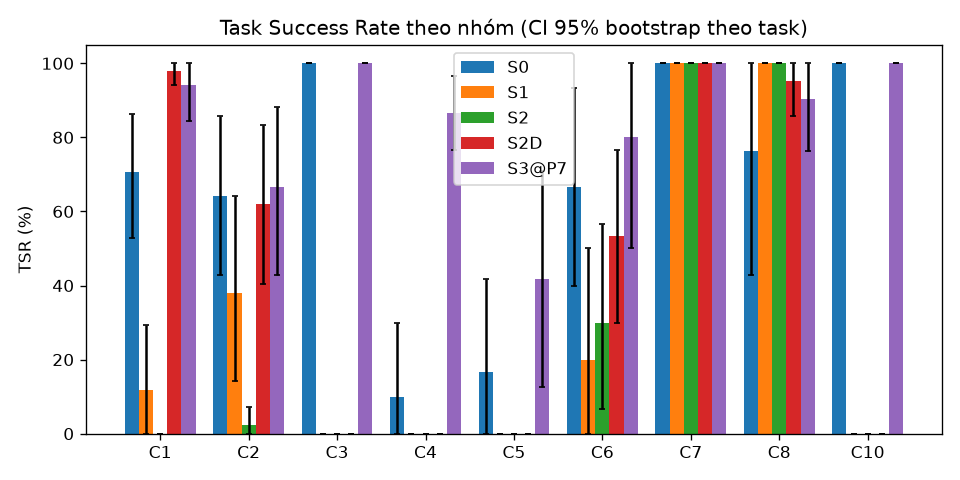 Task Success Rate theo nhóm (CI 95% bootstrap theo task)
TSR (%)
100
80
60
40
20
0
S0
S1
S2
S2D
S3@P7
C1 C2 C3 C4 C5 C6 C7 C8 C10